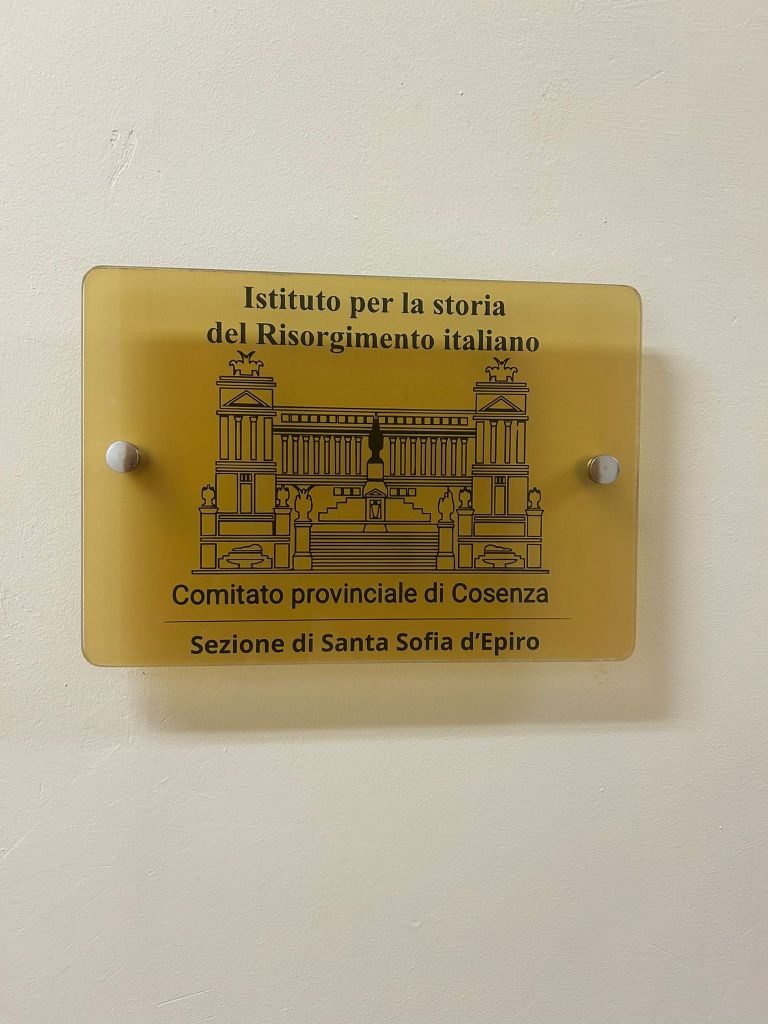 Istituto per la storia
del Risorgimento italiano
Comitato provinciale di Cosenza
Sezione di Santa Sofia d'Epiro